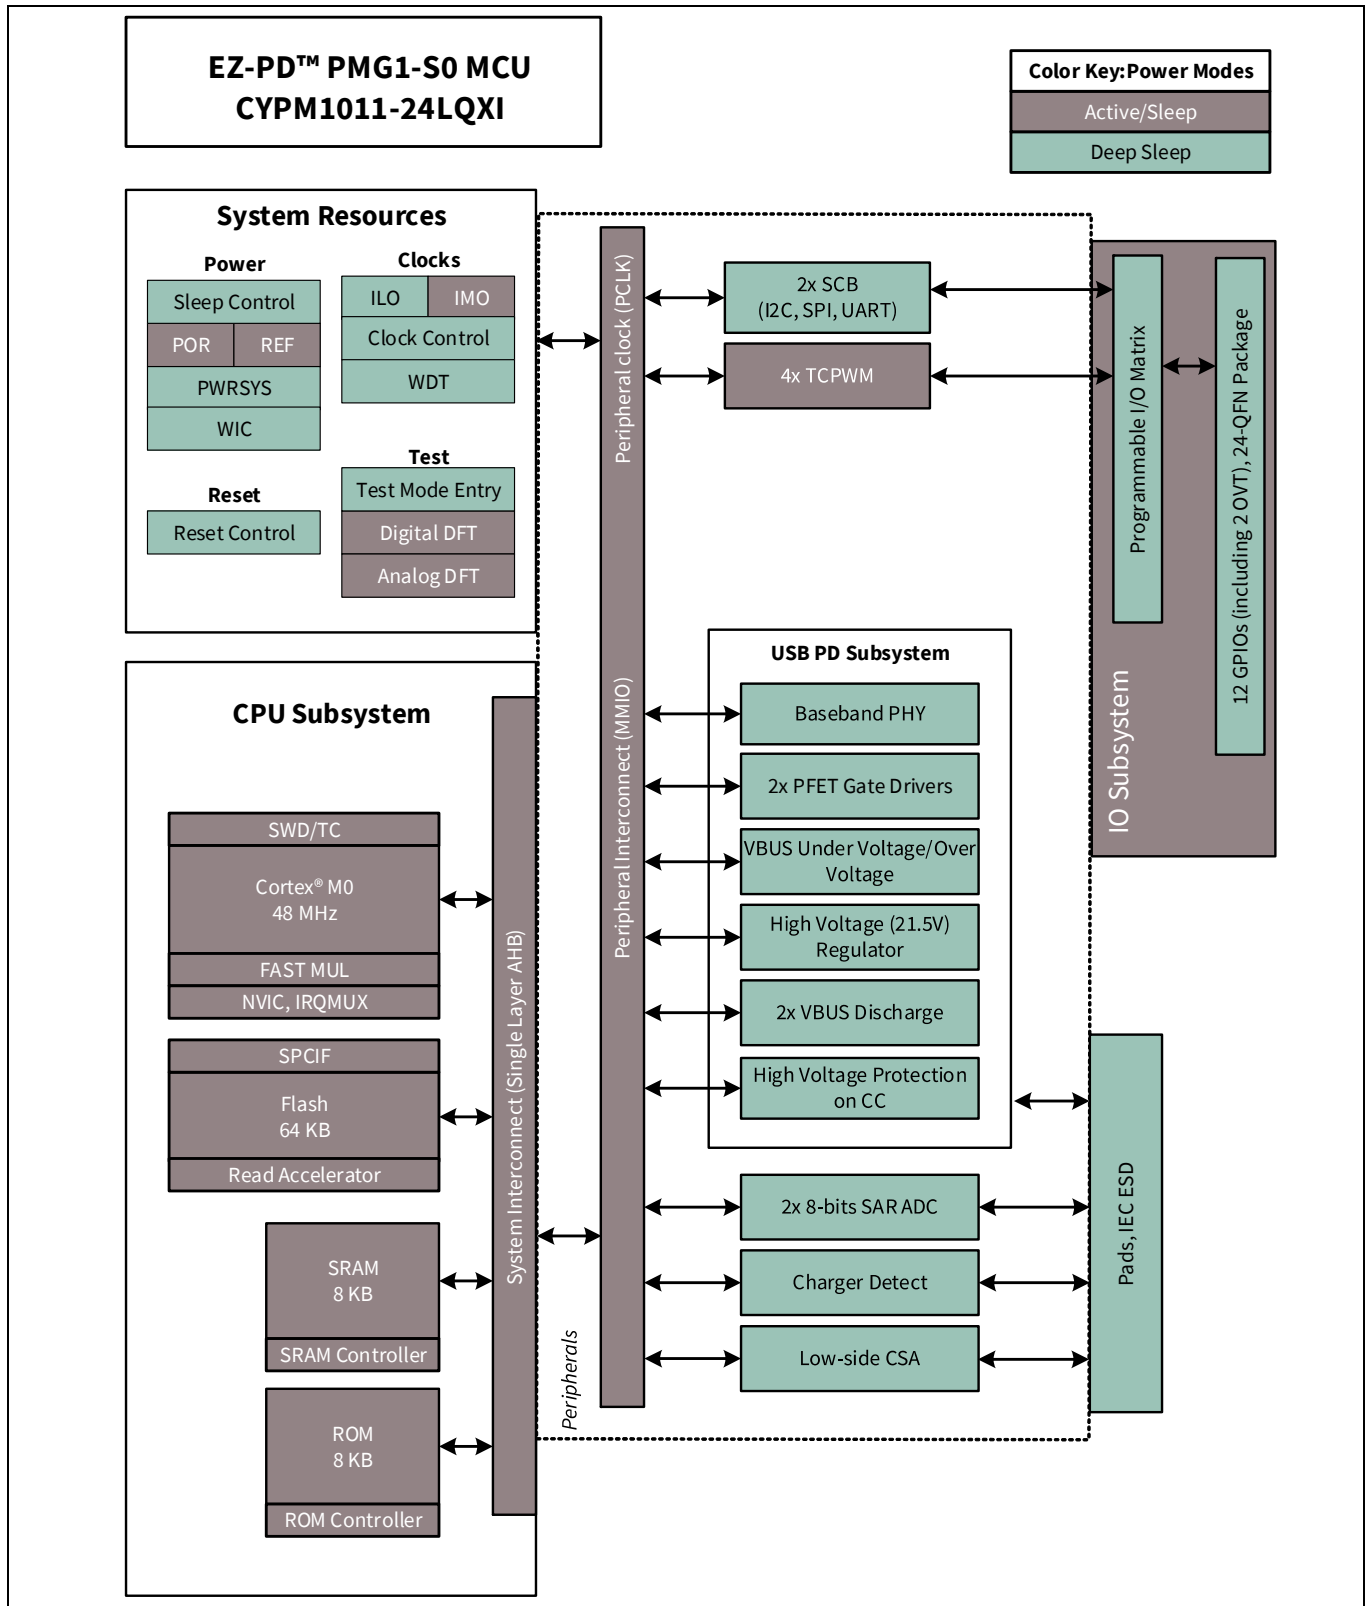 EZ-PD™ PMG1-S0 MCU
CYPM1011-24LQXI
Color Key:Power Modes
Active/Sleep
Deep Sleep
System Resources
Power
Sleep Control
POR
REF
PWRSYS
WIC
Clocks
ILO
IMO
Clock Control
WDT
Test
Test Mode Entry
Digital DFT
Analog DFT
Reset
Reset Control
CPU Subsystem
SWD/TC
Cortex® M0
48 MHz
FAST MUL
NVIC, IRQMUX
SPCIF
Flash
64 KB
Read Accelerator
SRAM
8 KB
SRAM Controller
ROM
8 KB
ROM Controller
System Interconnect (Single Layer AHB)
Peripherals
Peripheral clock (PCLK)
Peripheral Interconnect (MMIO)
2x SCB
(I2C, SPI, UART)
4x TCPWM
USB PD Subsystem
Baseband PHY
2x PFET Gate Drivers
VBUS Under Voltage/Over
Voltage
High Voltage (21.5V)
Regulator
2x VBUS Discharge
High Voltage Protection
on CC
2x 8-bits SAR ADC
Charger Detect
Low-side CSA
IO Subsystem
Programmable I/O Matrix
12 GPIOs (including 2 OVT), 24-QFN Package
Pads, IEC ESD